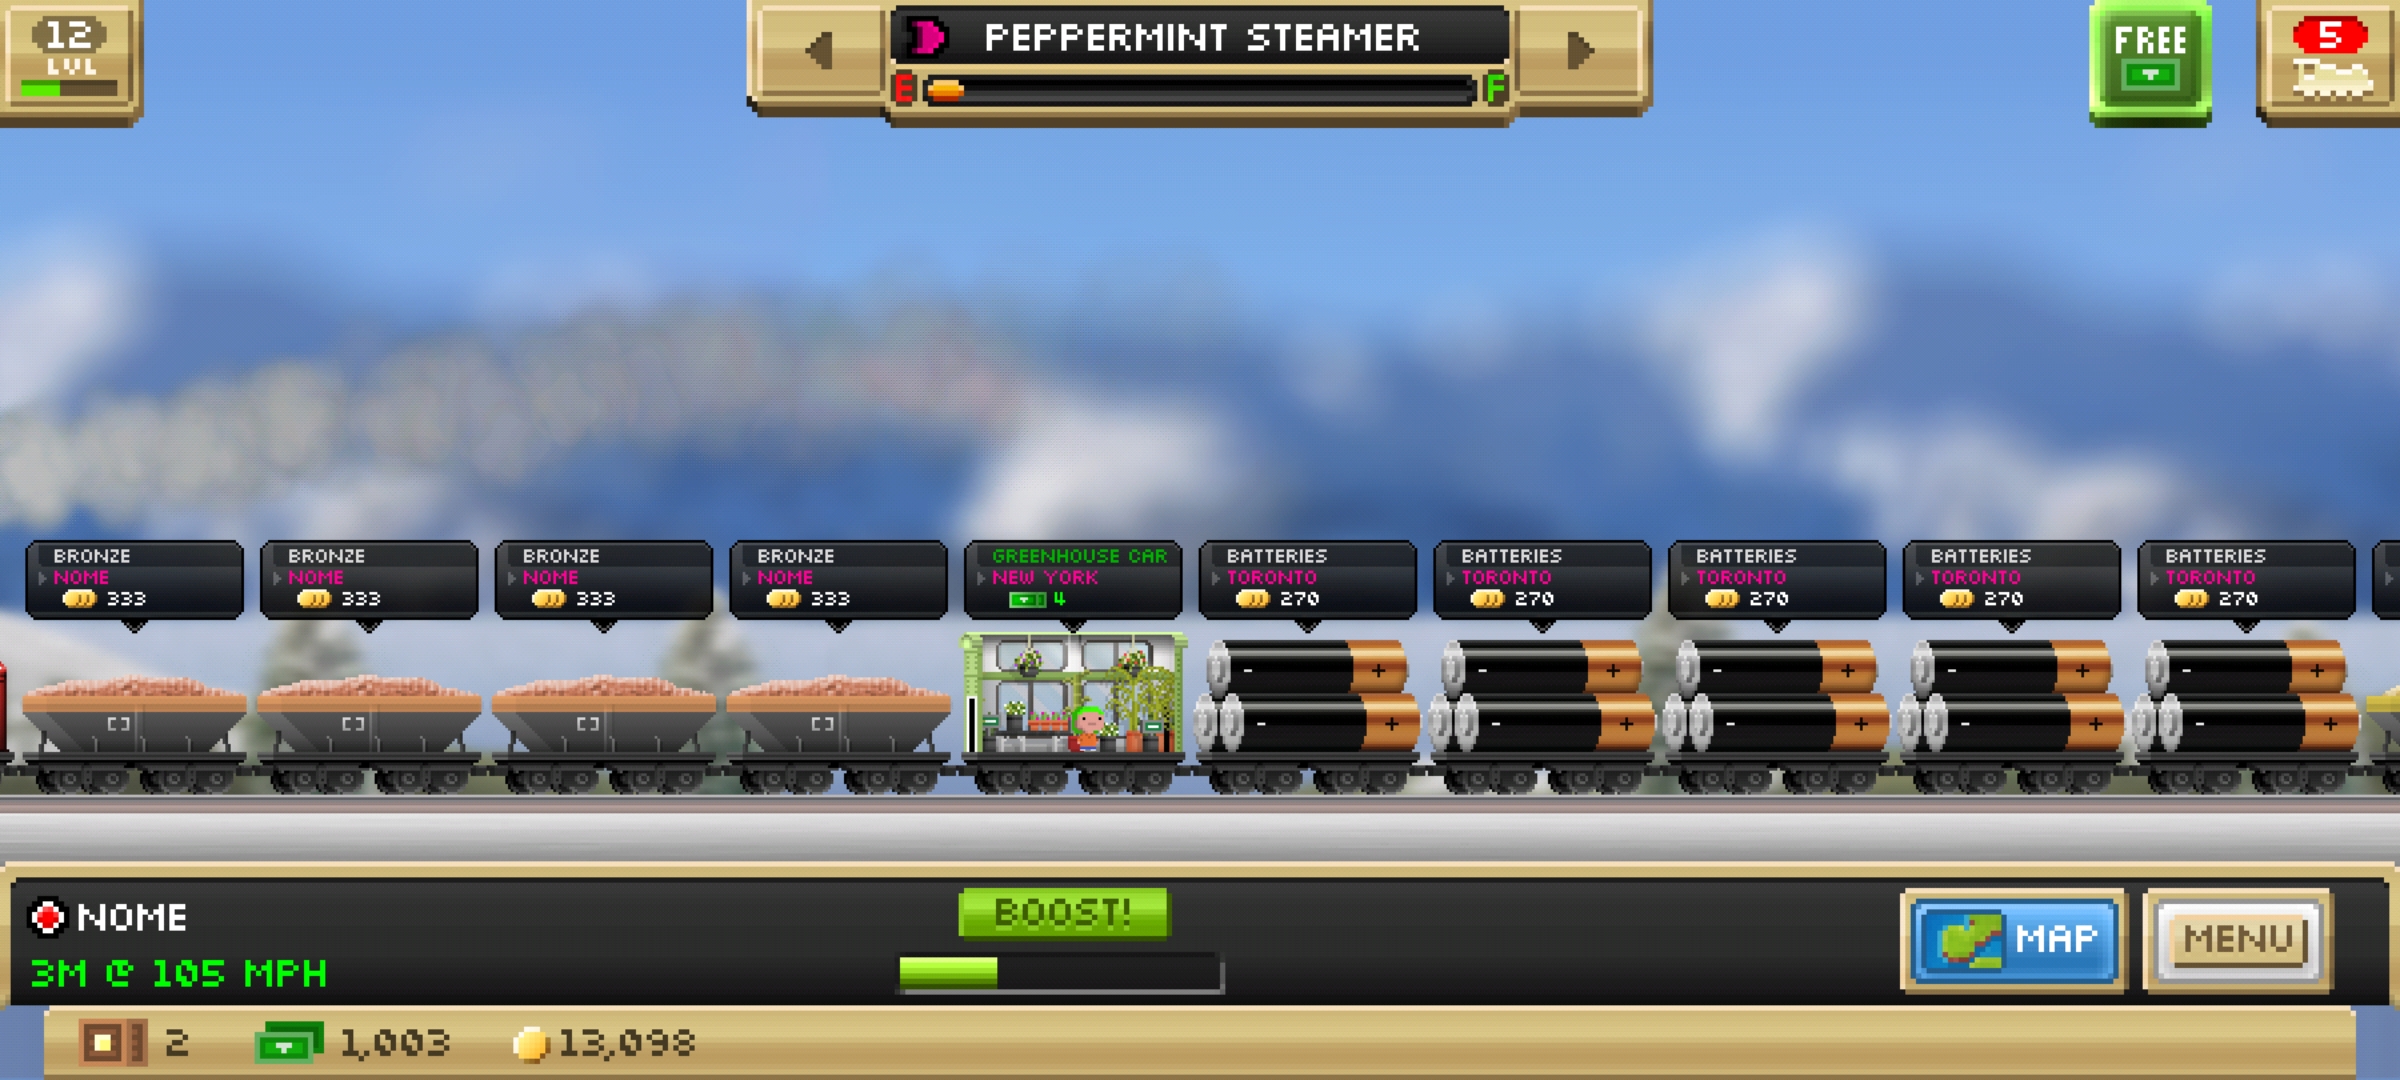 12
LVL
PEPPERMINT STEAMER
E F
FREE
5
BRONZE
NOME
333
BRONZE
NOME
333
BRONZE
NOME
333
BRONZE
NOME
333
GREENHOUSE CAR
NEW YORK
4
BATTERIES
TORONTO
270
BATTERIES
TORONTO
270
BATTERIES
TORONTO
270
BATTERIES
TORONTO
270
BATTERIES
TORONTO
270
- +
- +
- +
- +
- +
- +
- +
- +
- +
- +
NOME
3M @ 105 MPH
BOOST!
MAP
MENU
2
1,003
13,098